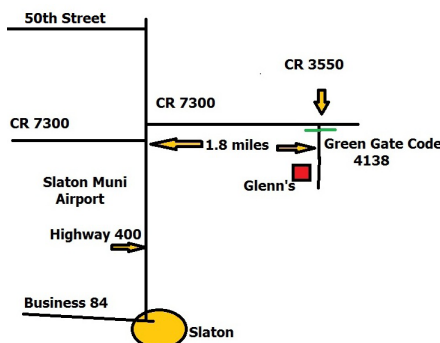 50th Street
CR 3550
CR 7300
CR 7300
1.8 miles
Green Gate Code
4138
Glenn's
Slaton Muni
Airport
Highway 400
Business 84
Slaton